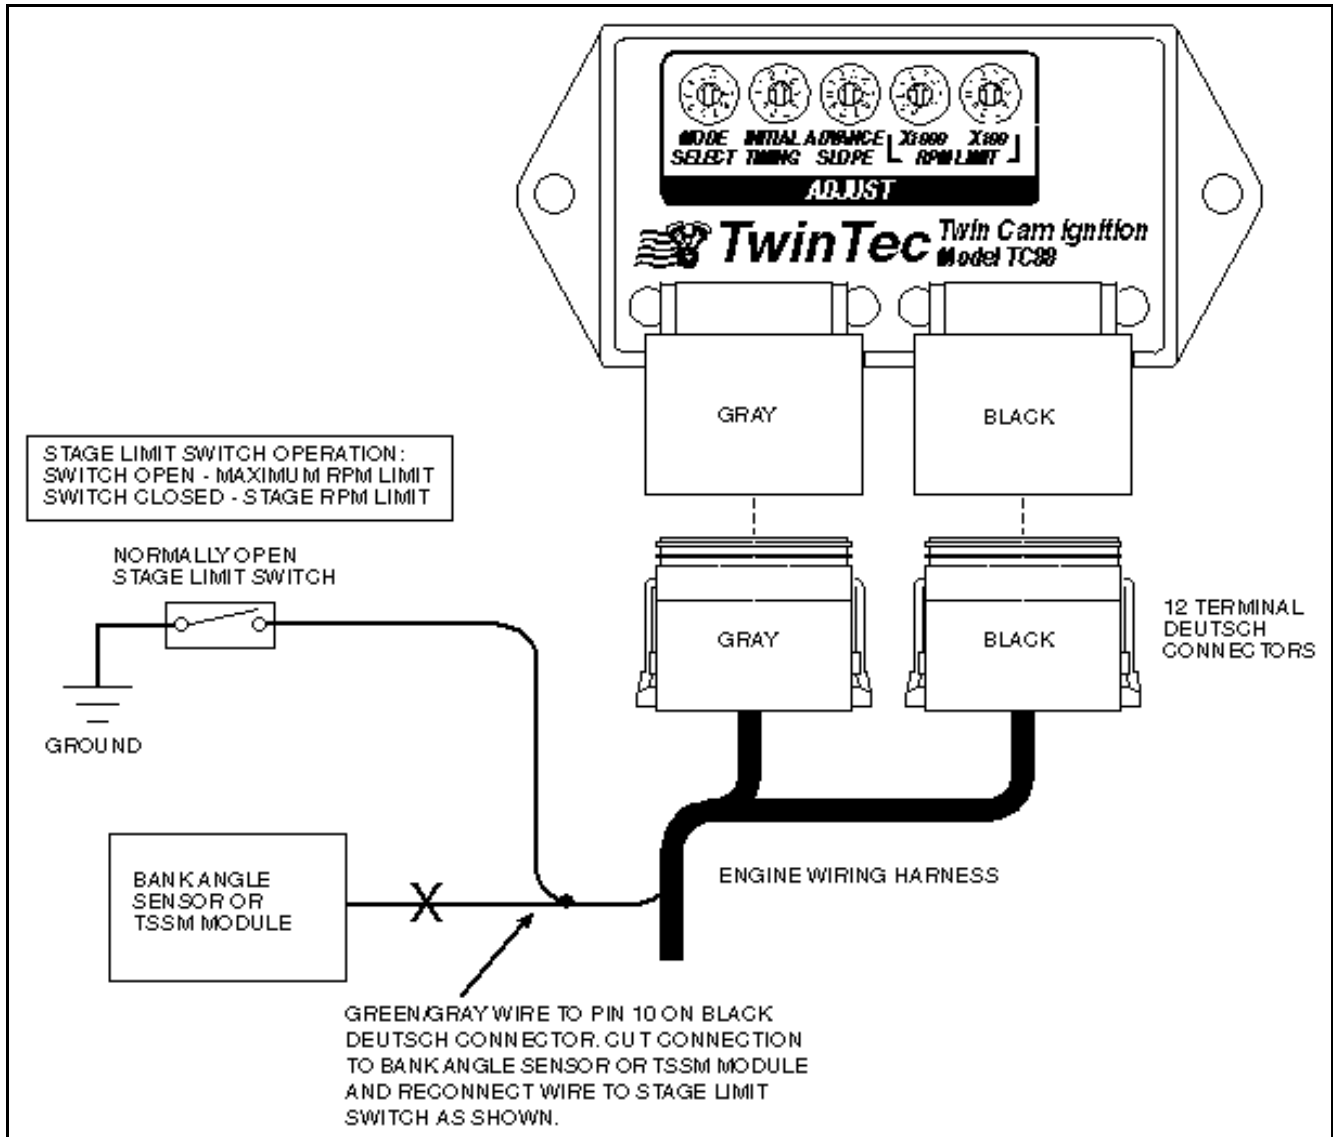 MODE SELECT
INITIAL TIMING
ADVANCE SLOPE
X1000
X100
RPM LIMIT
ADJUST
TwinTec
Twin Cam Ignition
Model TC88
GRAY
BLACK
STAGE LIMIT SWITCH OPERATION:
SWITCH OPEN - MAXIMUM RPM LIMIT
SWITCH CLOSED - STAGE RPM LIMIT
NORMALLY OPEN
STAGE LIMIT SWITCH
GRAY
BLACK
12 TERMINAL
DEUTSCH
CONNECTORS
GROUND
BANK ANGLE
SENSOR OR
TSSM MODULE
X
ENGINE WIRING HARNESS
GREEN/GRAY WIRE TO PIN 10 ON BLACK
DEUTSCH CONNECTOR. CUT CONNECTION
TO BANK ANGLE SENSOR OR TSSM MODULE
AND RECONNECT WIRE TO STAGE LIMIT
SWITCH AS SHOWN.